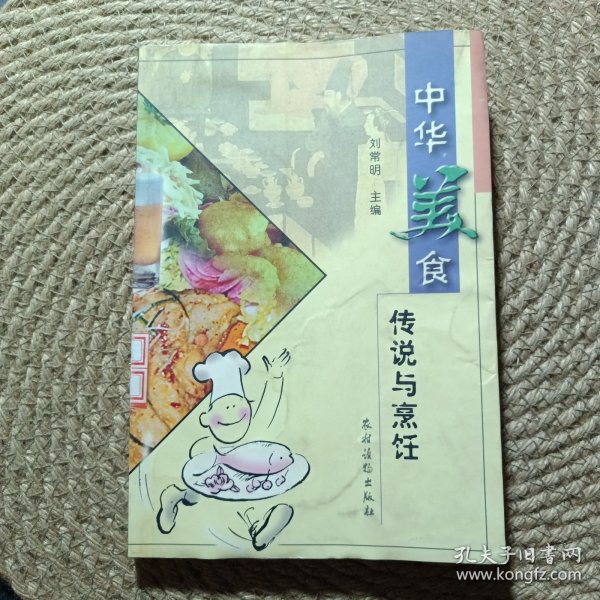 中华美食
传说与烹饪
刘常明 主编
农村读物出版社
孔夫子旧书网
www.kongfz.com